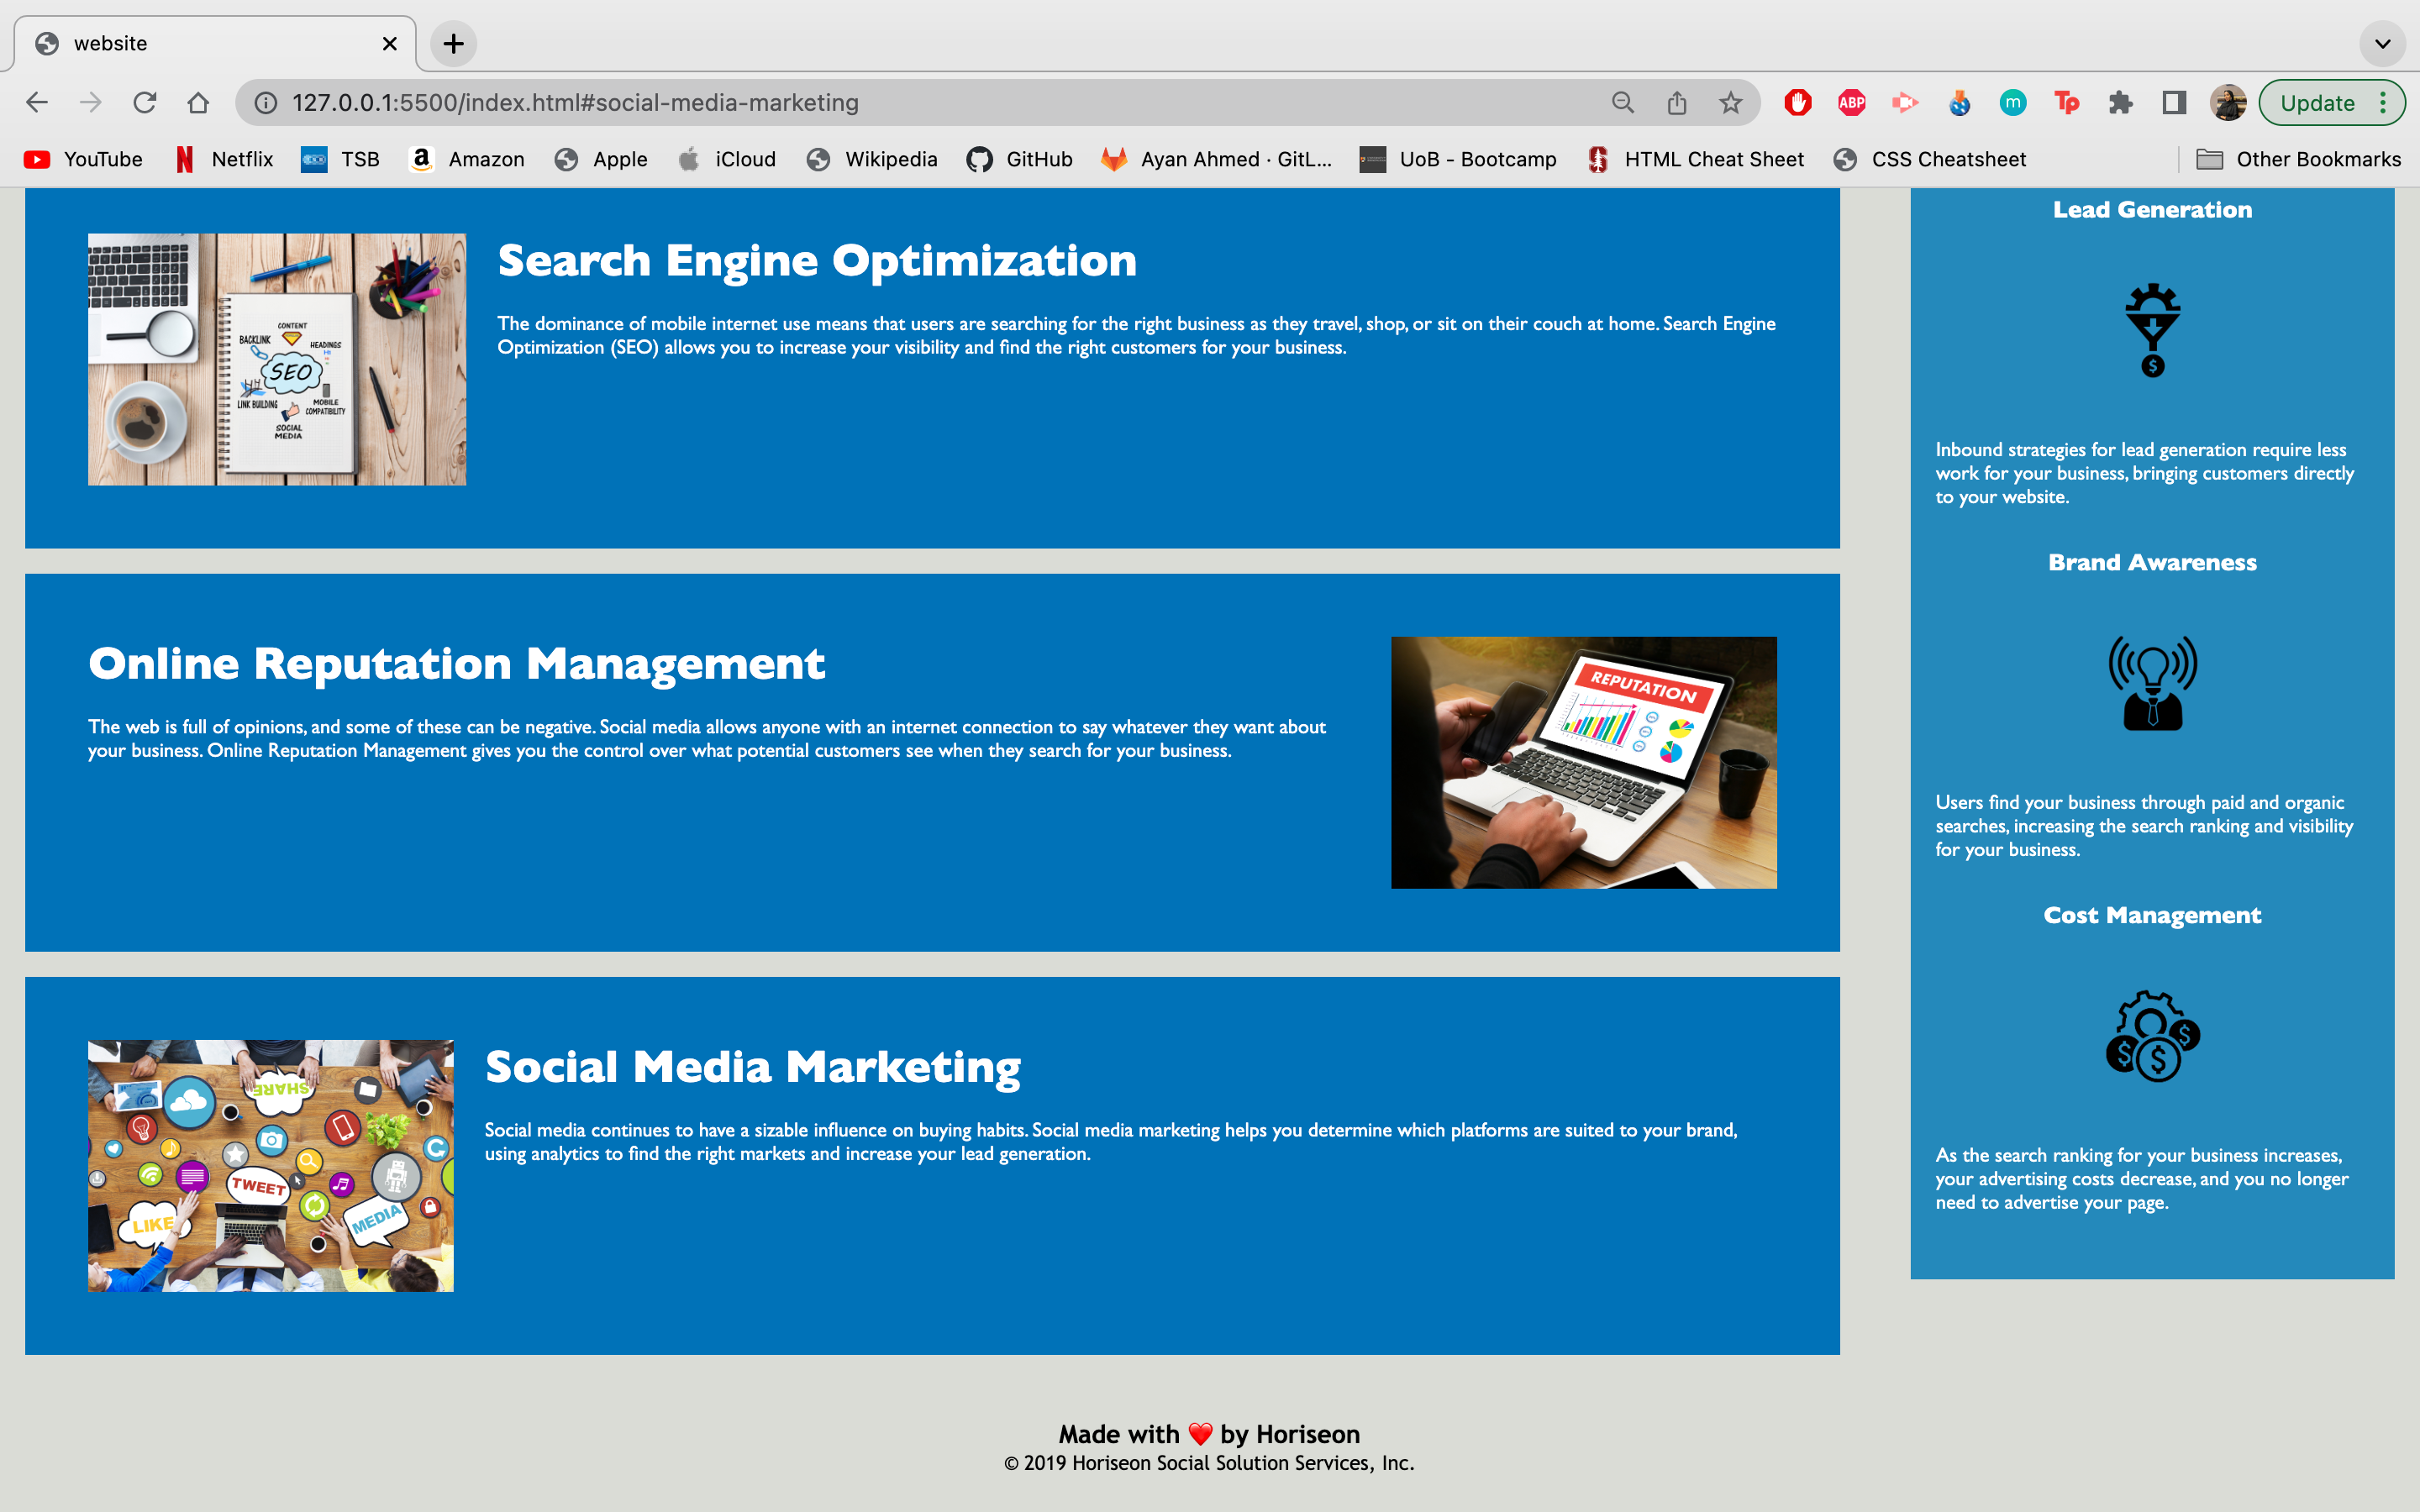 website
127.0.0.1:5500/index.html#social-media-marketing
ABP
m
Tp
Update
YouTube
Netflix
TSB
Amazon
Apple
iCloud
Wikipedia
GitHub
Ayan Ahmed · GitL...
UoB - Bootcamp
HTML Cheat Sheet
CSS Cheatsheet
Other Bookmarks
Search Engine Optimization
The dominance of mobile internet use means that users are searching for the right business as they travel, shop, or sit on their couch at home. Search Engine
Optimization (SEO) allows you to increase your visibility and find the right customers for your business.
CONTENT
BACKLINK
HEADINGS
SEO
LINK BUILDING
MOBILE
COMPATIBILITY
SOCIAL
MEDIA
Online Reputation Management
The web is full of opinions, and some of these can be negative. Social media allows anyone with an internet connection to say whatever they want about
your business. Online Reputation Management gives you the control over what potential customers see when they search for your business.
REPUTATION
Social Media Marketing
Social media continues to have a sizable influence on buying habits. Social media marketing helps you determine which platforms are suited to your brand,
using analytics to find the right markets and increase your lead generation.
SHARE
TWEET
LIKE
MEDIA
Lead Generation
$
Inbound strategies for lead generation require less
work for your business, bringing customers directly
to your website.
Brand Awareness
Users find your business through paid and organic
searches, increasing the search ranking and visibility
for your business.
Cost Management
$
$
$
As the search ranking for your business increases,
your advertising costs decrease, and you no longer
need to advertise your page.
Made with ❤️ by Horiseon
© 2019 Horiseon Social Solution Services, Inc.